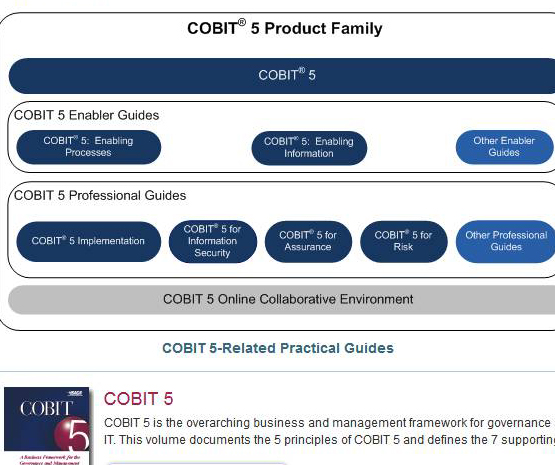 COBIT® 5 Product Family
COBIT® 5
COBIT 5 Enabler Guides
COBIT® 5: Enabling
Processes
COBIT® 5: Enabling
Information
Other Enabler
Guides
COBIT 5 Professional Guides
COBIT® 5 Implementation
COBIT® 5 for
Information
Security
COBIT® 5 for
Assurance
COBIT® 5 for
Risk
Other Professional
Guides
COBIT 5 Online Collaborative Environment
COBIT 5-Related Practical Guides
COBIT
5
A Business Framework for the
Governance and Management
COBIT 5
COBIT 5 is the overarching business and management framework for governance
IT. This volume documents the 5 principles of COBIT 5 and defines the 7 supporting